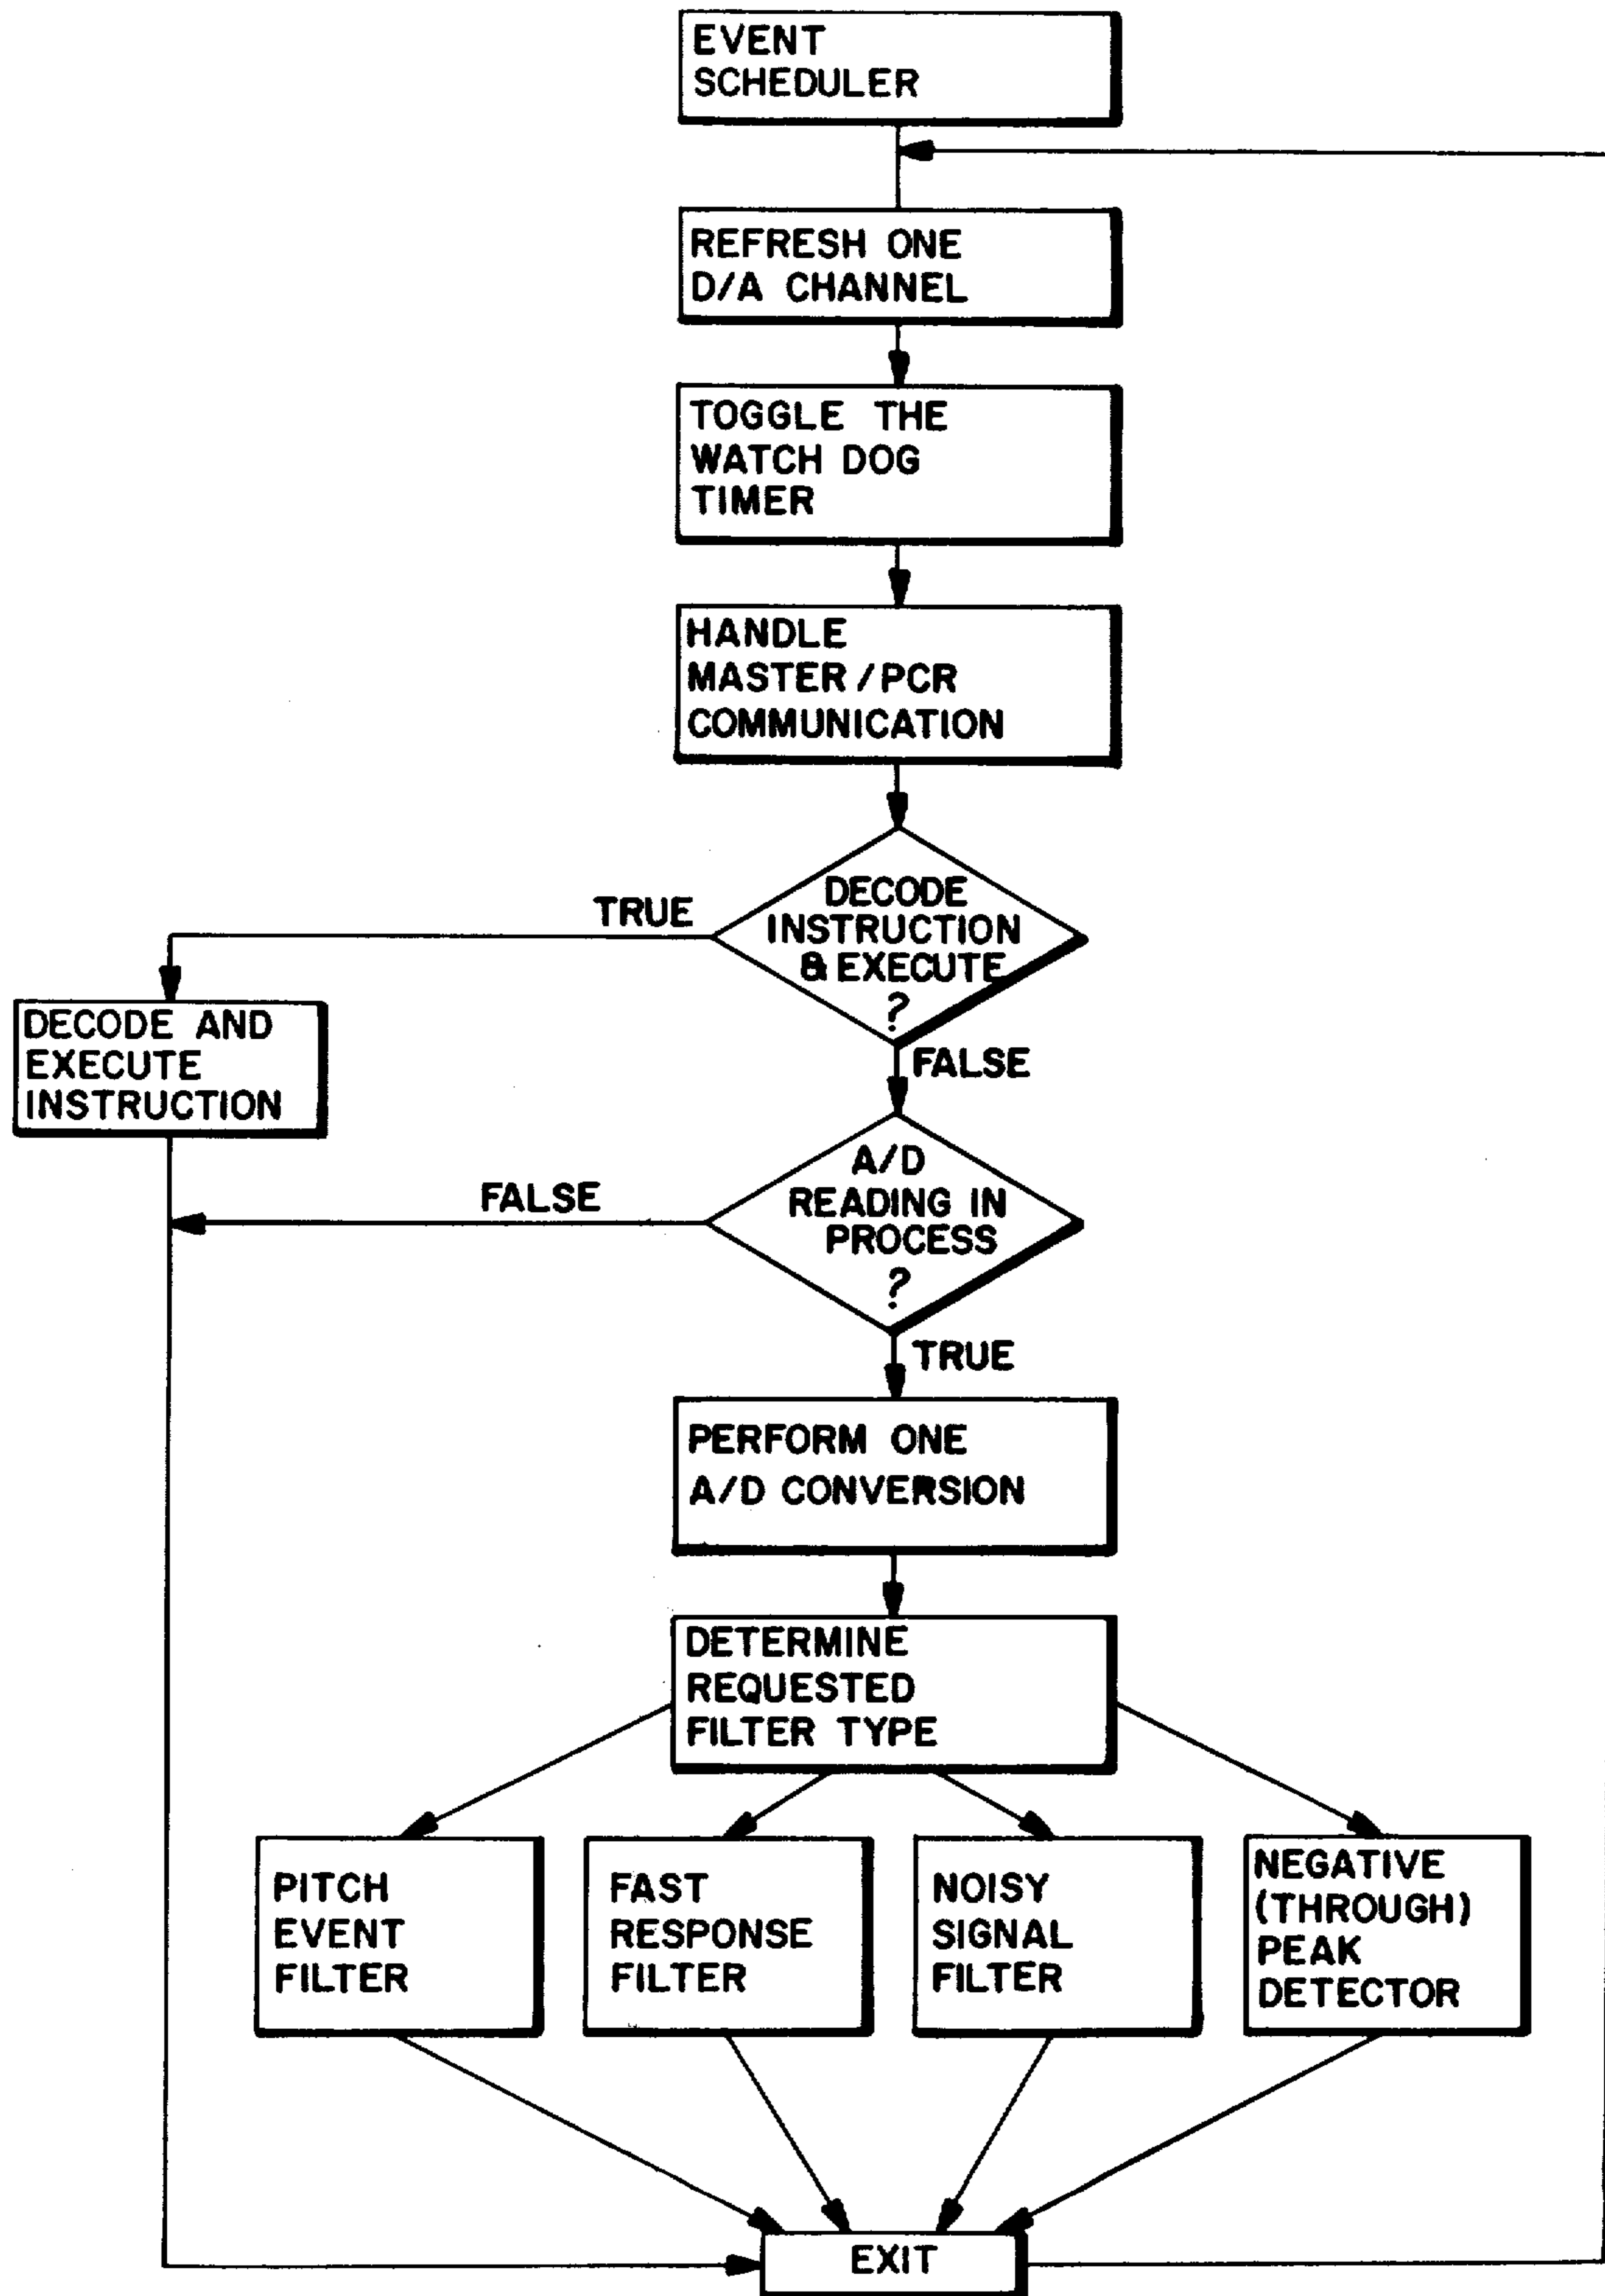 EVENT
SCHEDULER
REFRESH ONE
D/A CHANNEL
TOGGLE THE
WATCH DOG
TIMER
HANDLE
MASTER/PCR
COMMUNICATION
DECODE
INSTRUCTION
& EXECUTE
?
TRUE
DECODE AND
EXECUTE
INSTRUCTION
FALSE
A/D
READING IN
PROCESS
?
FALSE
TRUE
PERFORM ONE
A/D CONVERSION
DETERMINE
REQUESTED
FILTER TYPE
PITCH
EVENT
FILTER
FAST
RESPONSE
FILTER
NOISY
SIGNAL
FILTER
NEGATIVE
(THROUGH)
PEAK
DETECTOR
EXIT